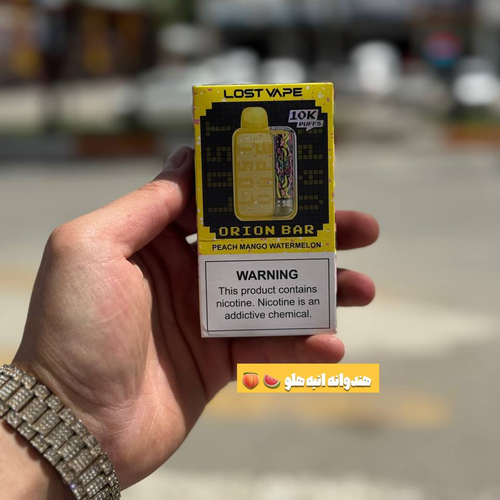 LOST VAPE
10K
PUFFS
ORION BAR
PEACH MANGO WATERMELON
WARNING
This product contains
nicotine. Nicotine is an
addictive chemical.
هندوانه انبه هلو 🍉🍑